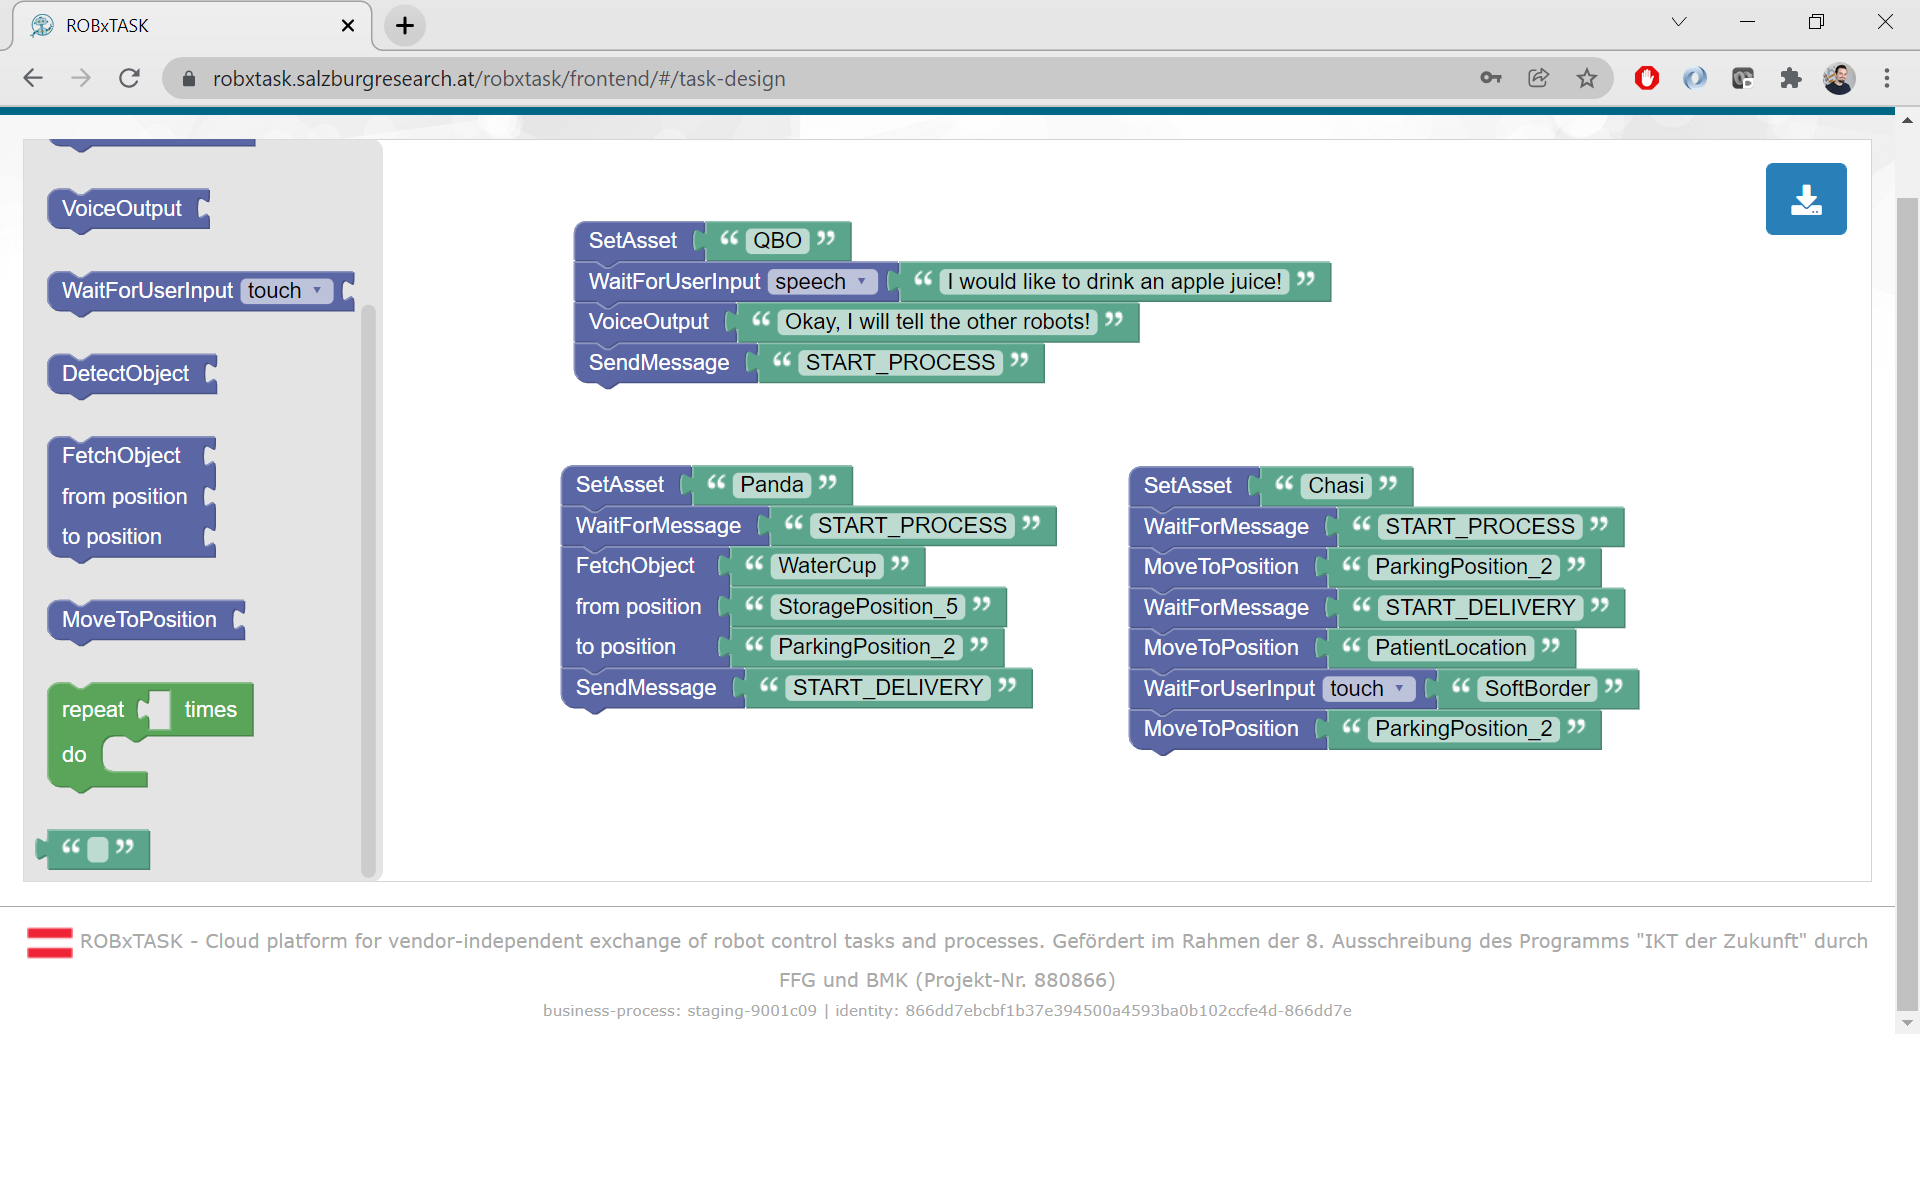 ROBxTASK
robxtask.salzburgresearch.at/robxtask/frontend/#/task-design
VoiceOutput
WaitForUserInput touch
DetectObject
FetchObject
from position
to position
MoveToPosition
repeat times
do
“ ”
SetAsset “ QBO ”
WaitForUserInput speech “ I would like to drink an apple juice! ”
VoiceOutput “ Okay, I will tell the other robots! ”
SendMessage “ START_PROCESS ”
SetAsset “ Panda ”
WaitForMessage “ START_PROCESS ”
FetchObject “ WaterCup ”
from position “ StoragePosition_5 ”
to position “ ParkingPosition_2 ”
SendMessage “ START_DELIVERY ”
SetAsset “ Chasi ”
WaitForMessage “ START_PROCESS ”
MoveToPosition “ ParkingPosition_2 ”
WaitForMessage “ START_DELIVERY ”
MoveToPosition “ PatientLocation ”
WaitForUserInput touch “ SoftBorder ”
MoveToPosition “ ParkingPosition_2 ”
ROBxTASK - Cloud platform for vendor-independent exchange of robot control tasks and processes. Gefördert im Rahmen der 8. Ausschreibung des Programms "IKT der Zukunft" durch
FFG und BMK (Projekt-Nr. 880866)
business-process: staging-9001c09 | identity: 866dd7ebcbf1b37e394500a4593ba0b102ccfe4d-866dd7e